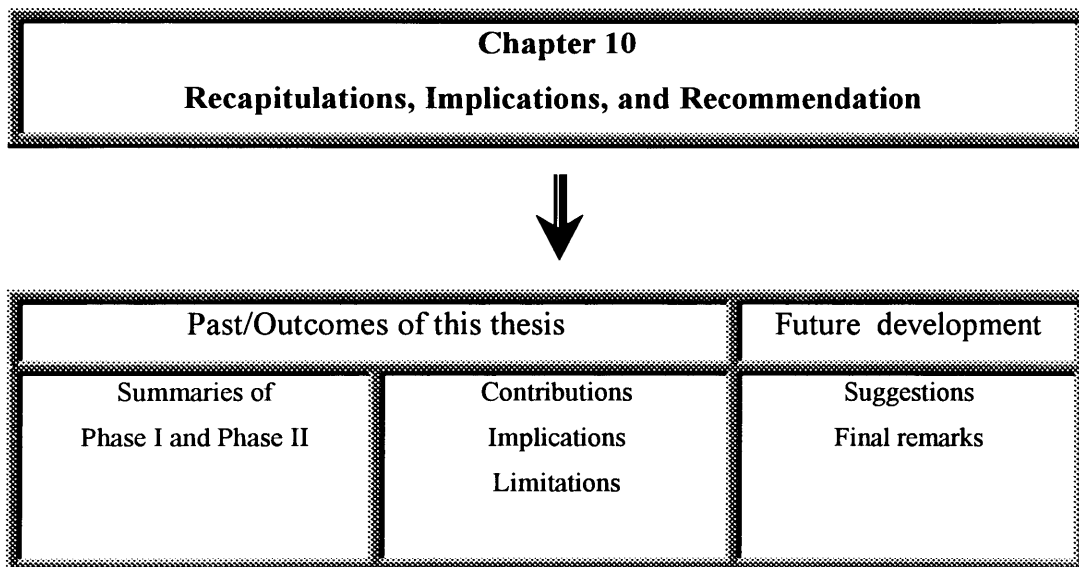 Chapter 10
Recapitulations, Implications, and Recommendation
Past/Outcomes of this thesis
Future development
Summaries of
Phase I and Phase II
Contributions
Implications
Limitations
Suggestions
Final remarks